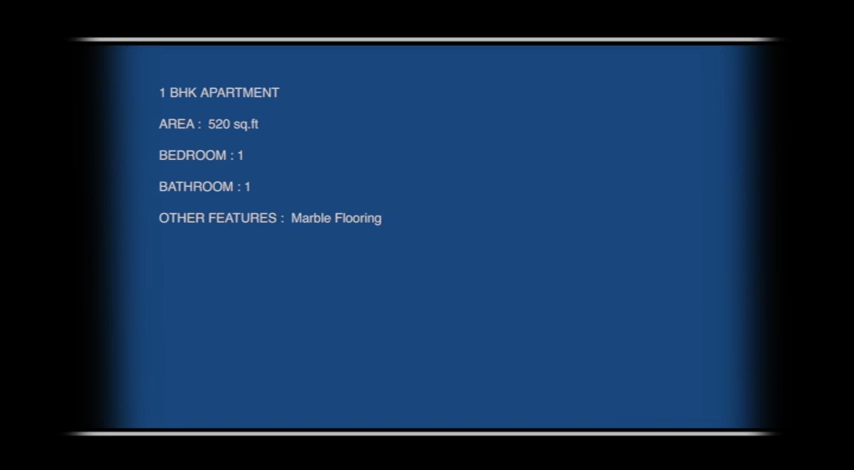 1 BHK APARTMENT
AREA :  520 sq.ft
BEDROOM : 1
BATHROOM : 1
OTHER FEATURES :  Marble Flooring